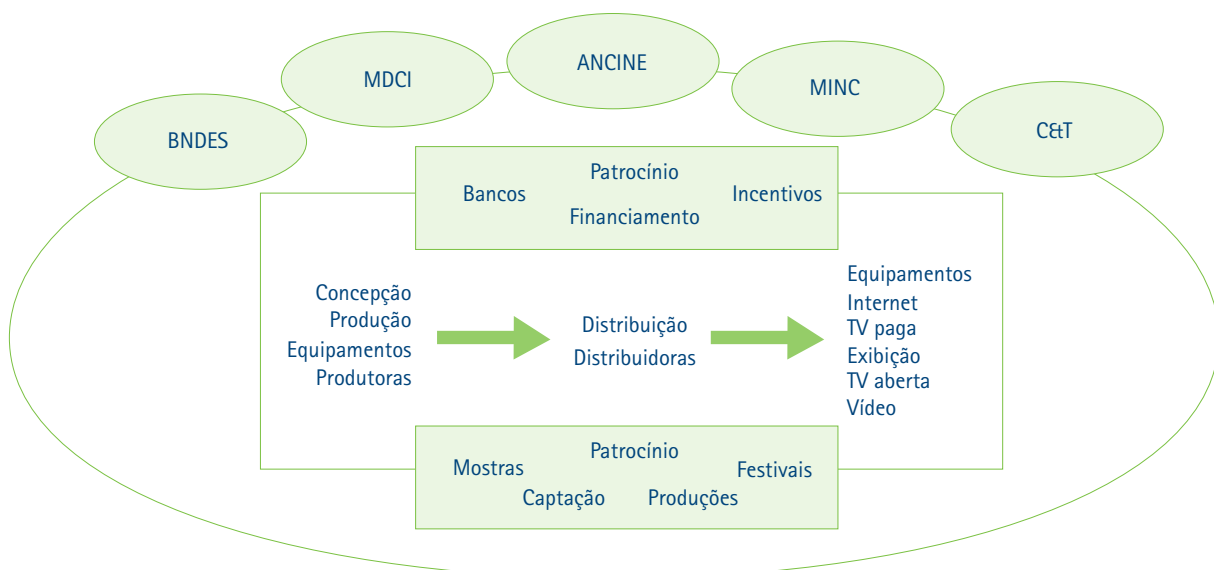 ANCINE
MDCI
MINC
BNDES
C&T
Patrocínio
Bancos
Incentivos
Financiamento
Concepção
Produção
Equipamentos
Produtoras
Distribuição
Distribuidoras
Equipamentos
Internet
TV paga
Exibição
TV aberta
Vídeo
Patrocínio
Mostras
Festivais
Captação
Produções